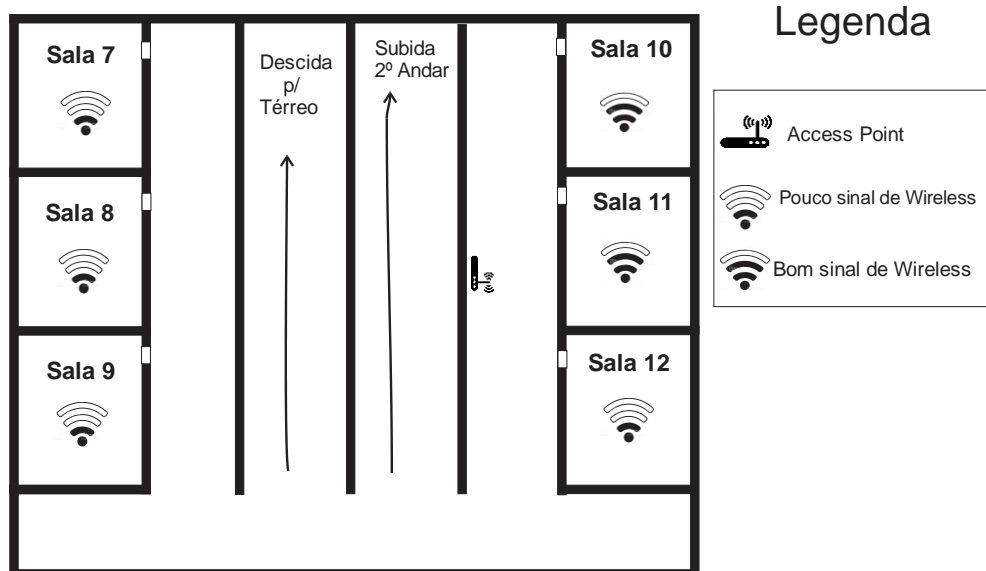 Legenda
Sala 7
Sala 8
Sala 9
Descida
p/
Térreo
Subida
2º Andar
Sala 10
Sala 11
Sala 12
Access Point
Pouco sinal de Wireless
Bom sinal de Wireless